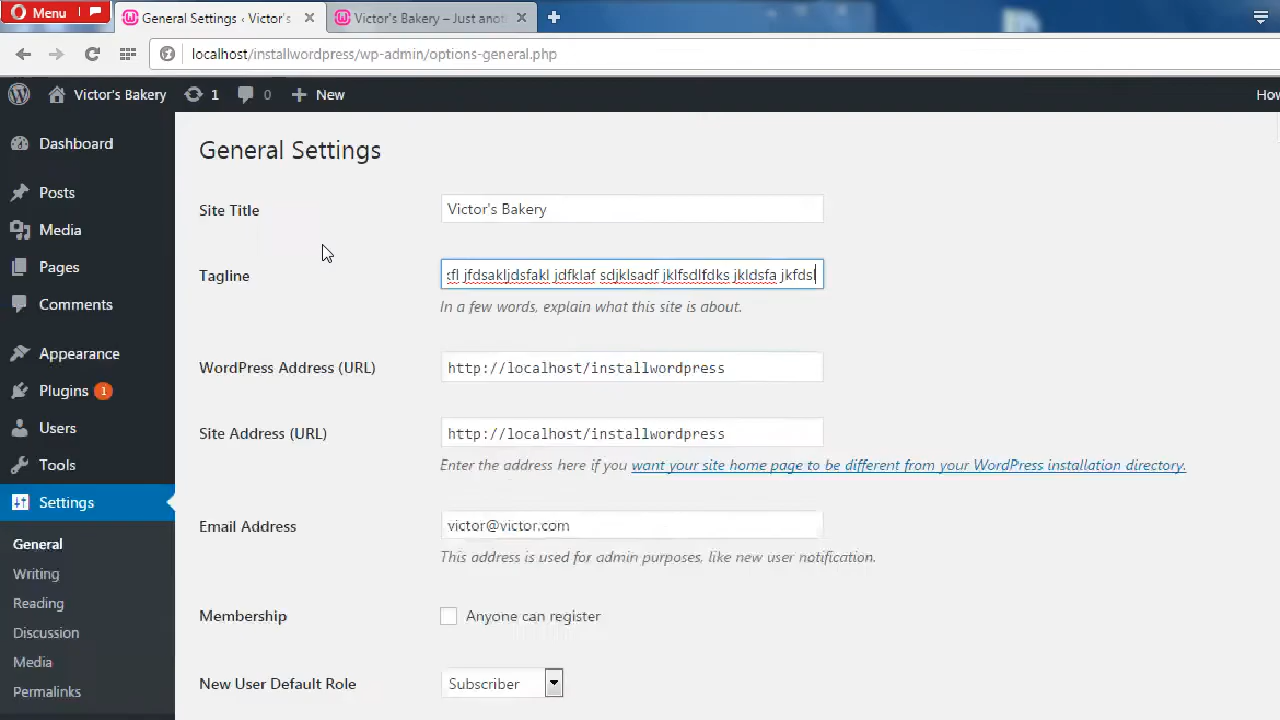 Menu
General Settings ‹ Victor's
Victor's Bakery – Just anot
localhost/installwordpress/wp-admin/options-general.php
Victor's Bakery
1
0
New
How
Dashboard
Posts
Media
Pages
Comments
Appearance
Plugins 1
Users
Tools
Settings
General
Writing
Reading
Discussion
Media
Permalinks
General Settings
Site Title
Victor's Bakery
Tagline
jfdsakljdsfakl jdfklaf sdjklsadf jklfsdlfdks jkldsfa
In a few words, explain what this site is about.
WordPress Address (URL)
http://localhost/installwordpress
Site Address (URL)
http://localhost/installwordpress
Enter the address here if you want your site home page to be different from your WordPress installation directory.
Email Address
victor@victor.com
This address is used for admin purposes, like new user notification.
Membership
Anyone can register
New User Default Role
Subscriber